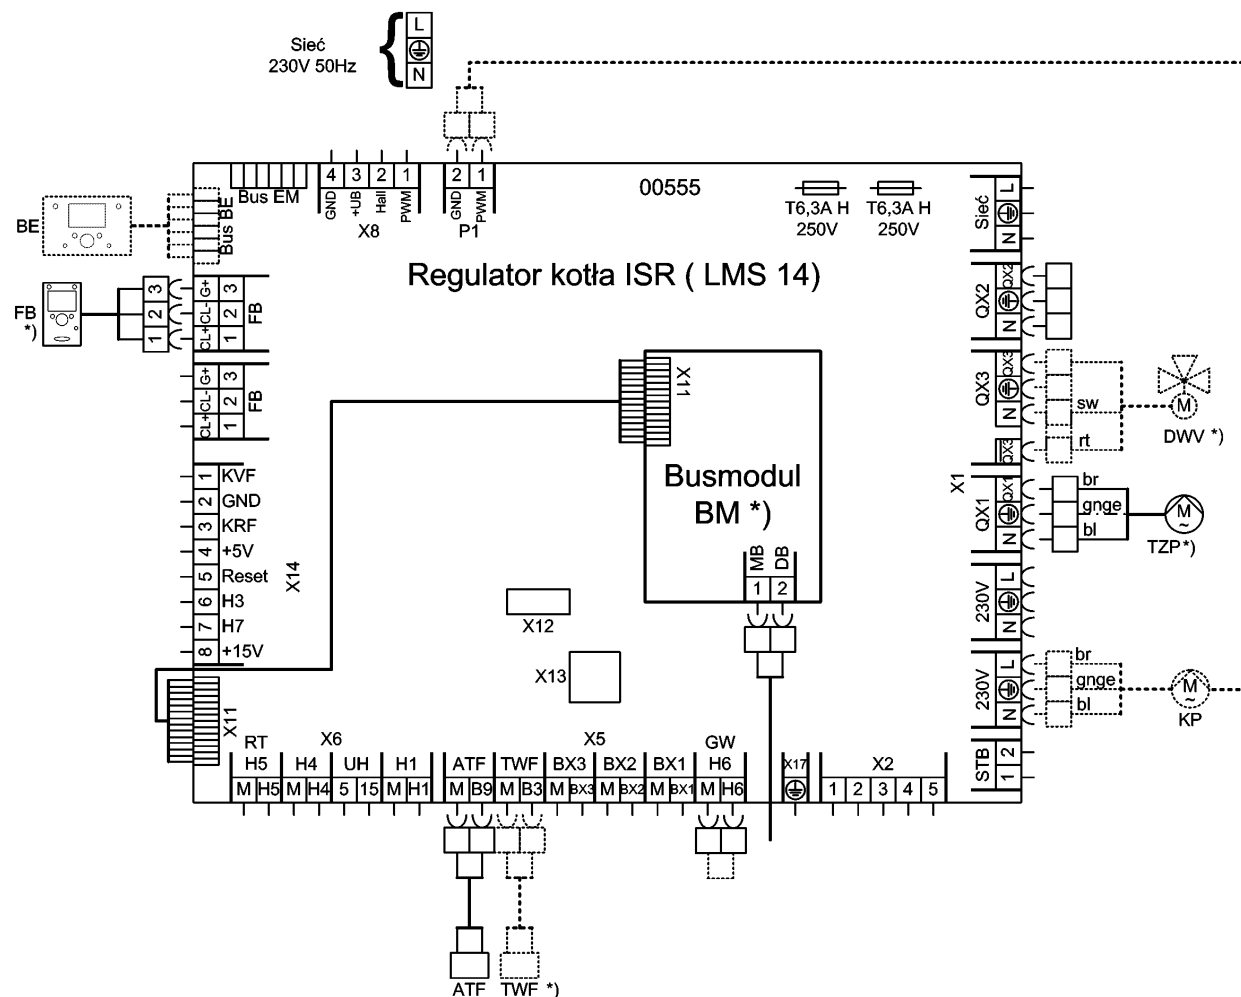 L
Sieć
230V 50Hz
N
4 3 2 1
GND +UB Hall PWM
X8
2 1
GND PWM
P1
00555
T6,3A H
250V
T6,3A H
250V
Bus EM
Bus BE
BE
Regulator kotła ISR ( LMS 14)
FB
*)
3
2
1
G+
CL-
CL+
3
2
1
FB
G+
CL-
CL+
3
2
1
FB
1 KVF
2 GND
3 KRF
4 +5V
5 Reset
6 H3
7 H7
8 +15V
X14
X11
X11
Busmodul
BM *)
MB DB
1 2
X12
X13
Sieć
L
N
QX2
QX2
N
QX3
QX3
N
QX3
sw
rt
M
DWV *)
X1
QX1
QX1
N
br
gnge
bl
M
~
TZP*)
230V
L
N
230V
L
N
br
gnge
bl
M
~
KP
STB
2
1
X6
X5
RT
H5 H4 UH H1
M H5 M H4 5 15 M H1
GW
ATF TWF BX3 BX2 BX1 H6
M B9 M B3 M BX3 M BX2 M BX1 M H6
X17
X2
1 2 3 4 5
ATF TWF *)